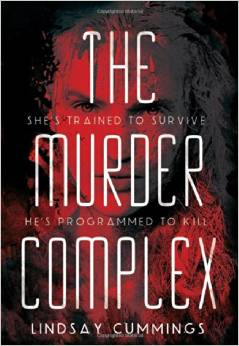 THE
SHE'S TRAINED TO SURVIVE
MURDER
HE'S PROGRAMMED TO KILL
COMPLEX
LINDSAY CUMMINGS